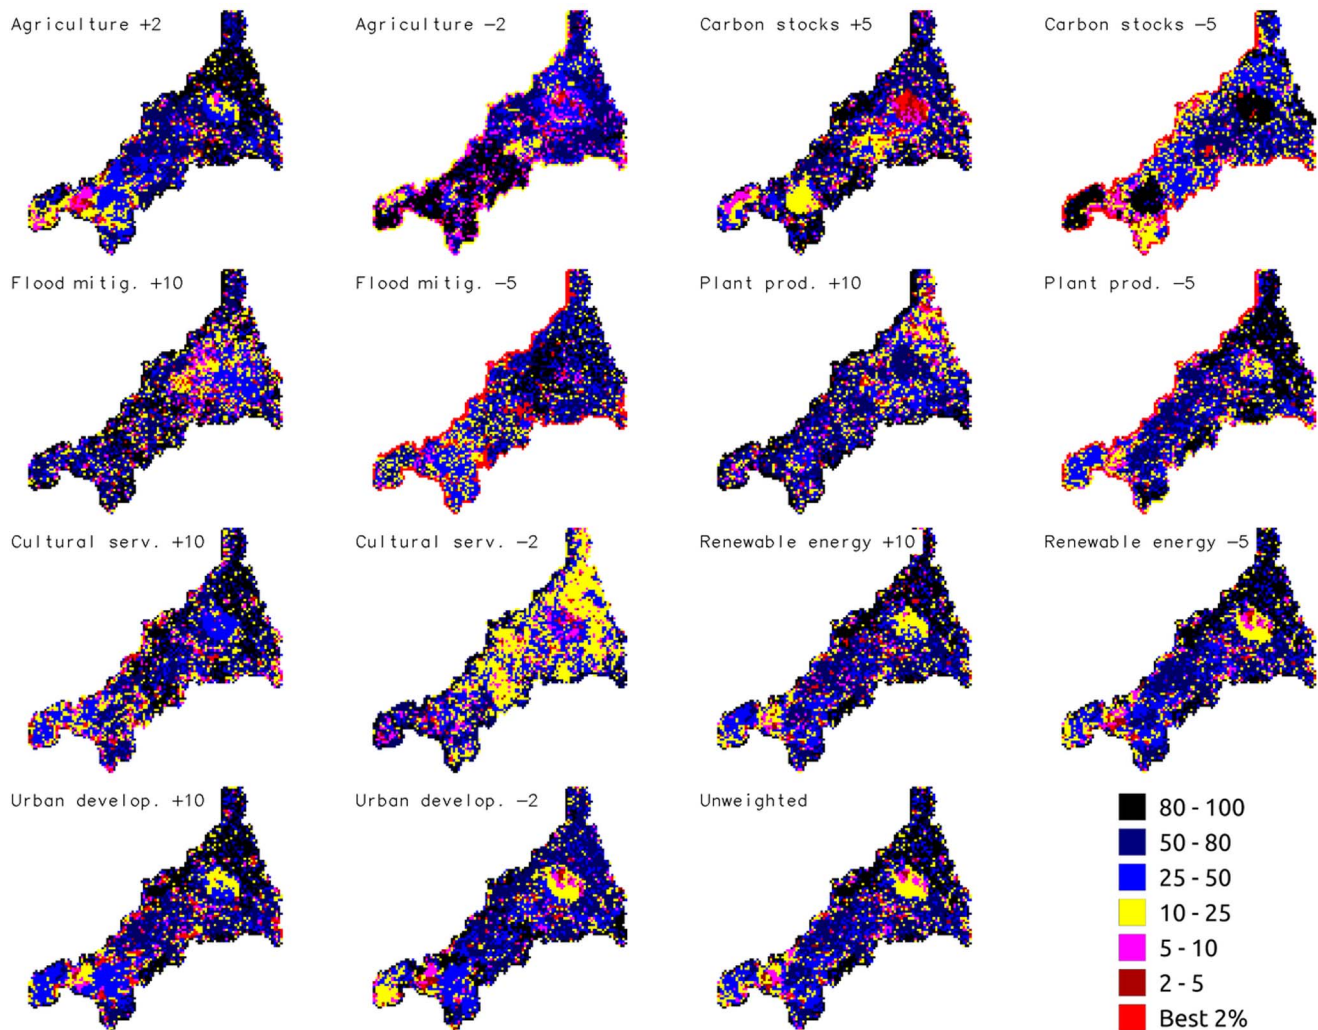 Agriculture +2
Agriculture −2
Carbon stocks +5
Carbon stocks −5
Flood mitig. +10
Flood mitig. −5
Plant prod. +10
Plant prod. −5
Cultural serv. +10
Cultural serv. −2
Renewable energy +10
Renewable energy −5
Urban develop. +10
Urban develop. −2
Unweighted
80 - 100
50 - 80
25 - 50
10 - 25
5 - 10
2 - 5
Best 2%